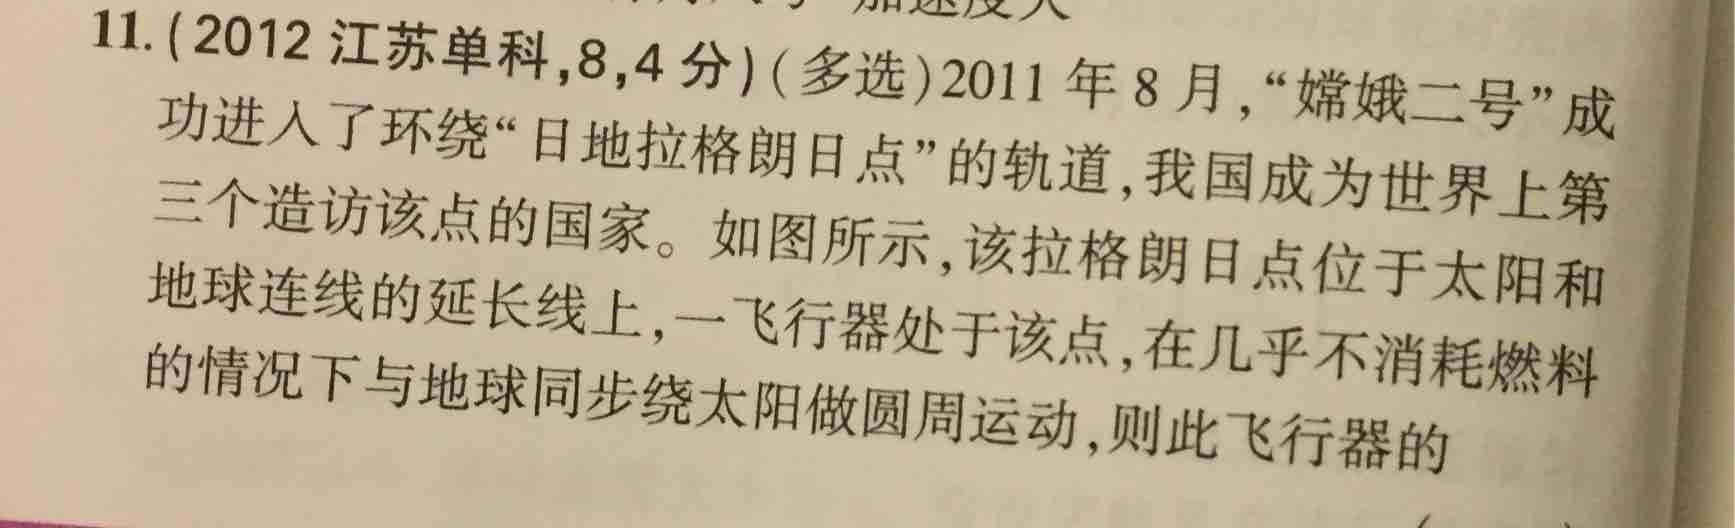 加速度大
11.(2012 江苏单科,8,4 分)(多选)2011 年 8 月,“嫦娥二号”成
功进入了环绕“日地拉格朗日点”的轨道,我国成为世界上第
三个造访该点的国家。如图所示,该拉格朗日点位于太阳和
地球连线的延长线上,一飞行器处于该点,在几乎不消耗燃料
的情况下与地球同步绕太阳做圆周运动,则此飞行器的